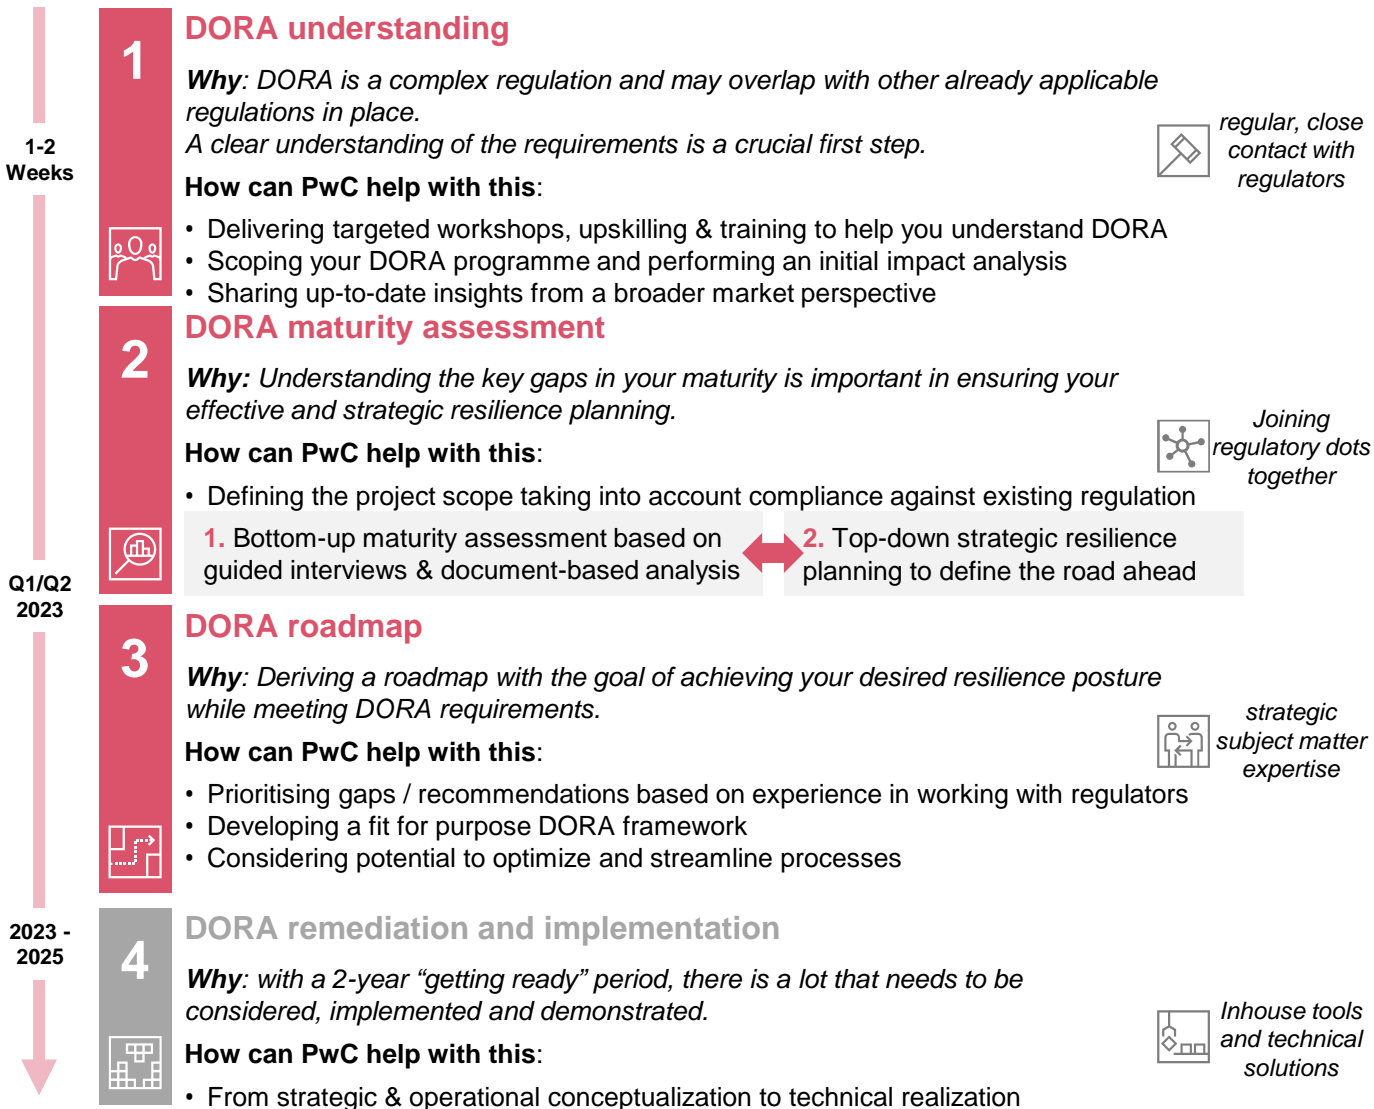 1
DORA understanding
Why: DORA is a complex regulation and may overlap with other already applicable
regulations in place.
A clear understanding of the requirements is a crucial first step.
1-2
Weeks
regular, close
contact with
regulators
How can PwC help with this:
• Delivering targeted workshops, upskilling & training to help you understand DORA
• Scoping your DORA programme and performing an initial impact analysis
• Sharing up-to-date insights from a broader market perspective
2
DORA maturity assessment
Why: Understanding the key gaps in your maturity is important in ensuring your
effective and strategic resilience planning.
Joining
regulatory dots
together
How can PwC help with this:
• Defining the project scope taking into account compliance against existing regulation
1. Bottom-up maturity assessment based on
guided interviews & document-based analysis
2. Top-down strategic resilience
planning to define the road ahead
Q1/Q2
2023
3
DORA roadmap
Why: Deriving a roadmap with the goal of achieving your desired resilience posture
while meeting DORA requirements.
strategic
subject matter
expertise
How can PwC help with this:
• Prioritising gaps / recommendations based on experience in working with regulators
• Developing a fit for purpose DORA framework
• Considering potential to optimize and streamline processes
2023 -
2025
4
DORA remediation and implementation
Why: with a 2-year “getting ready” period, there is a lot that needs to be
considered, implemented and demonstrated.
Inhouse tools
and technical
solutions
How can PwC help with this:
• From strategic & operational conceptualization to technical realization